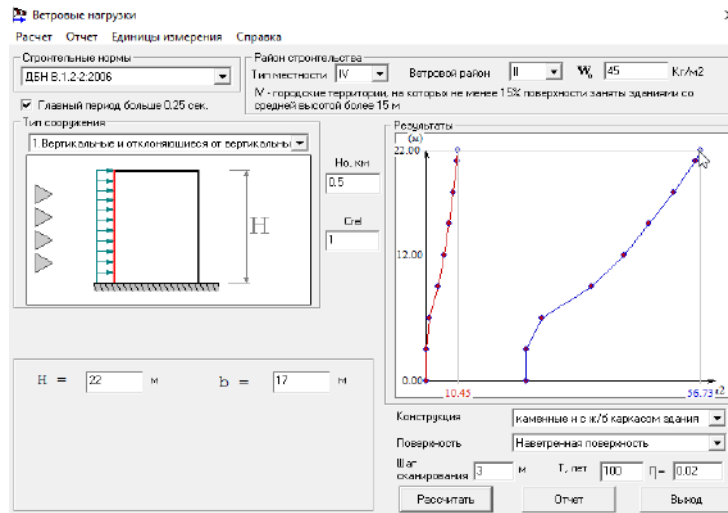 Ветровые нагрузки
Расчет Отчет Единицы измерения Справка
Строительные нормы
ДБН В.1.2-2:2006
Главный период больше 0.25 сек.
Район строительства
Тип местности IV Ветровой район II W₀ 45 Кг/м2
IV - городские территории, на которых не менее 15% поверхности заняты зданиями со
средней высотой более 15 м
Тип сооружения
1.Вертикальные и отклоняющиеся от вертикальны
H
Но, км
0.5
Crel
1
Результаты
(м)
22.00
12.00
0.00
10.45
56.73
H = 22 м b = 17 м
Конструкция каменные и с ж/б каркасом здания
Поверхность Наветренная поверхность
Шаг
сканирования 3 м T, лет 100 η= 0.02
Рассчитать Отчет Выход